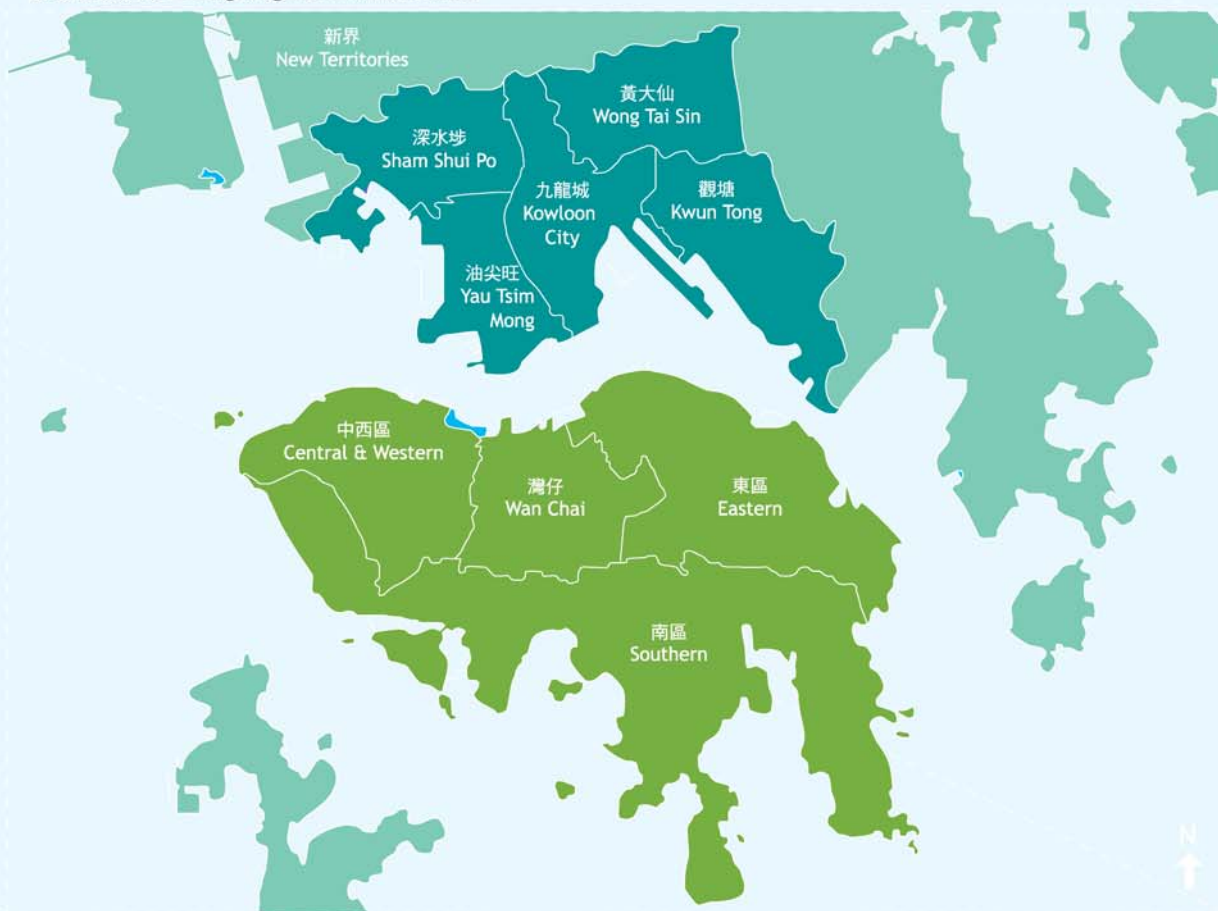 新界
New Territories
黃大仙
Wong Tai Sin
深水埗
Sham Shui Po
九龍城
Kowloon
City
觀塘
Kwun Tong
油尖旺
Yau Tsim
Mong
中西區
Central & Western
灣仔
Wan Chai
東區
Eastern
南區
Southern
N